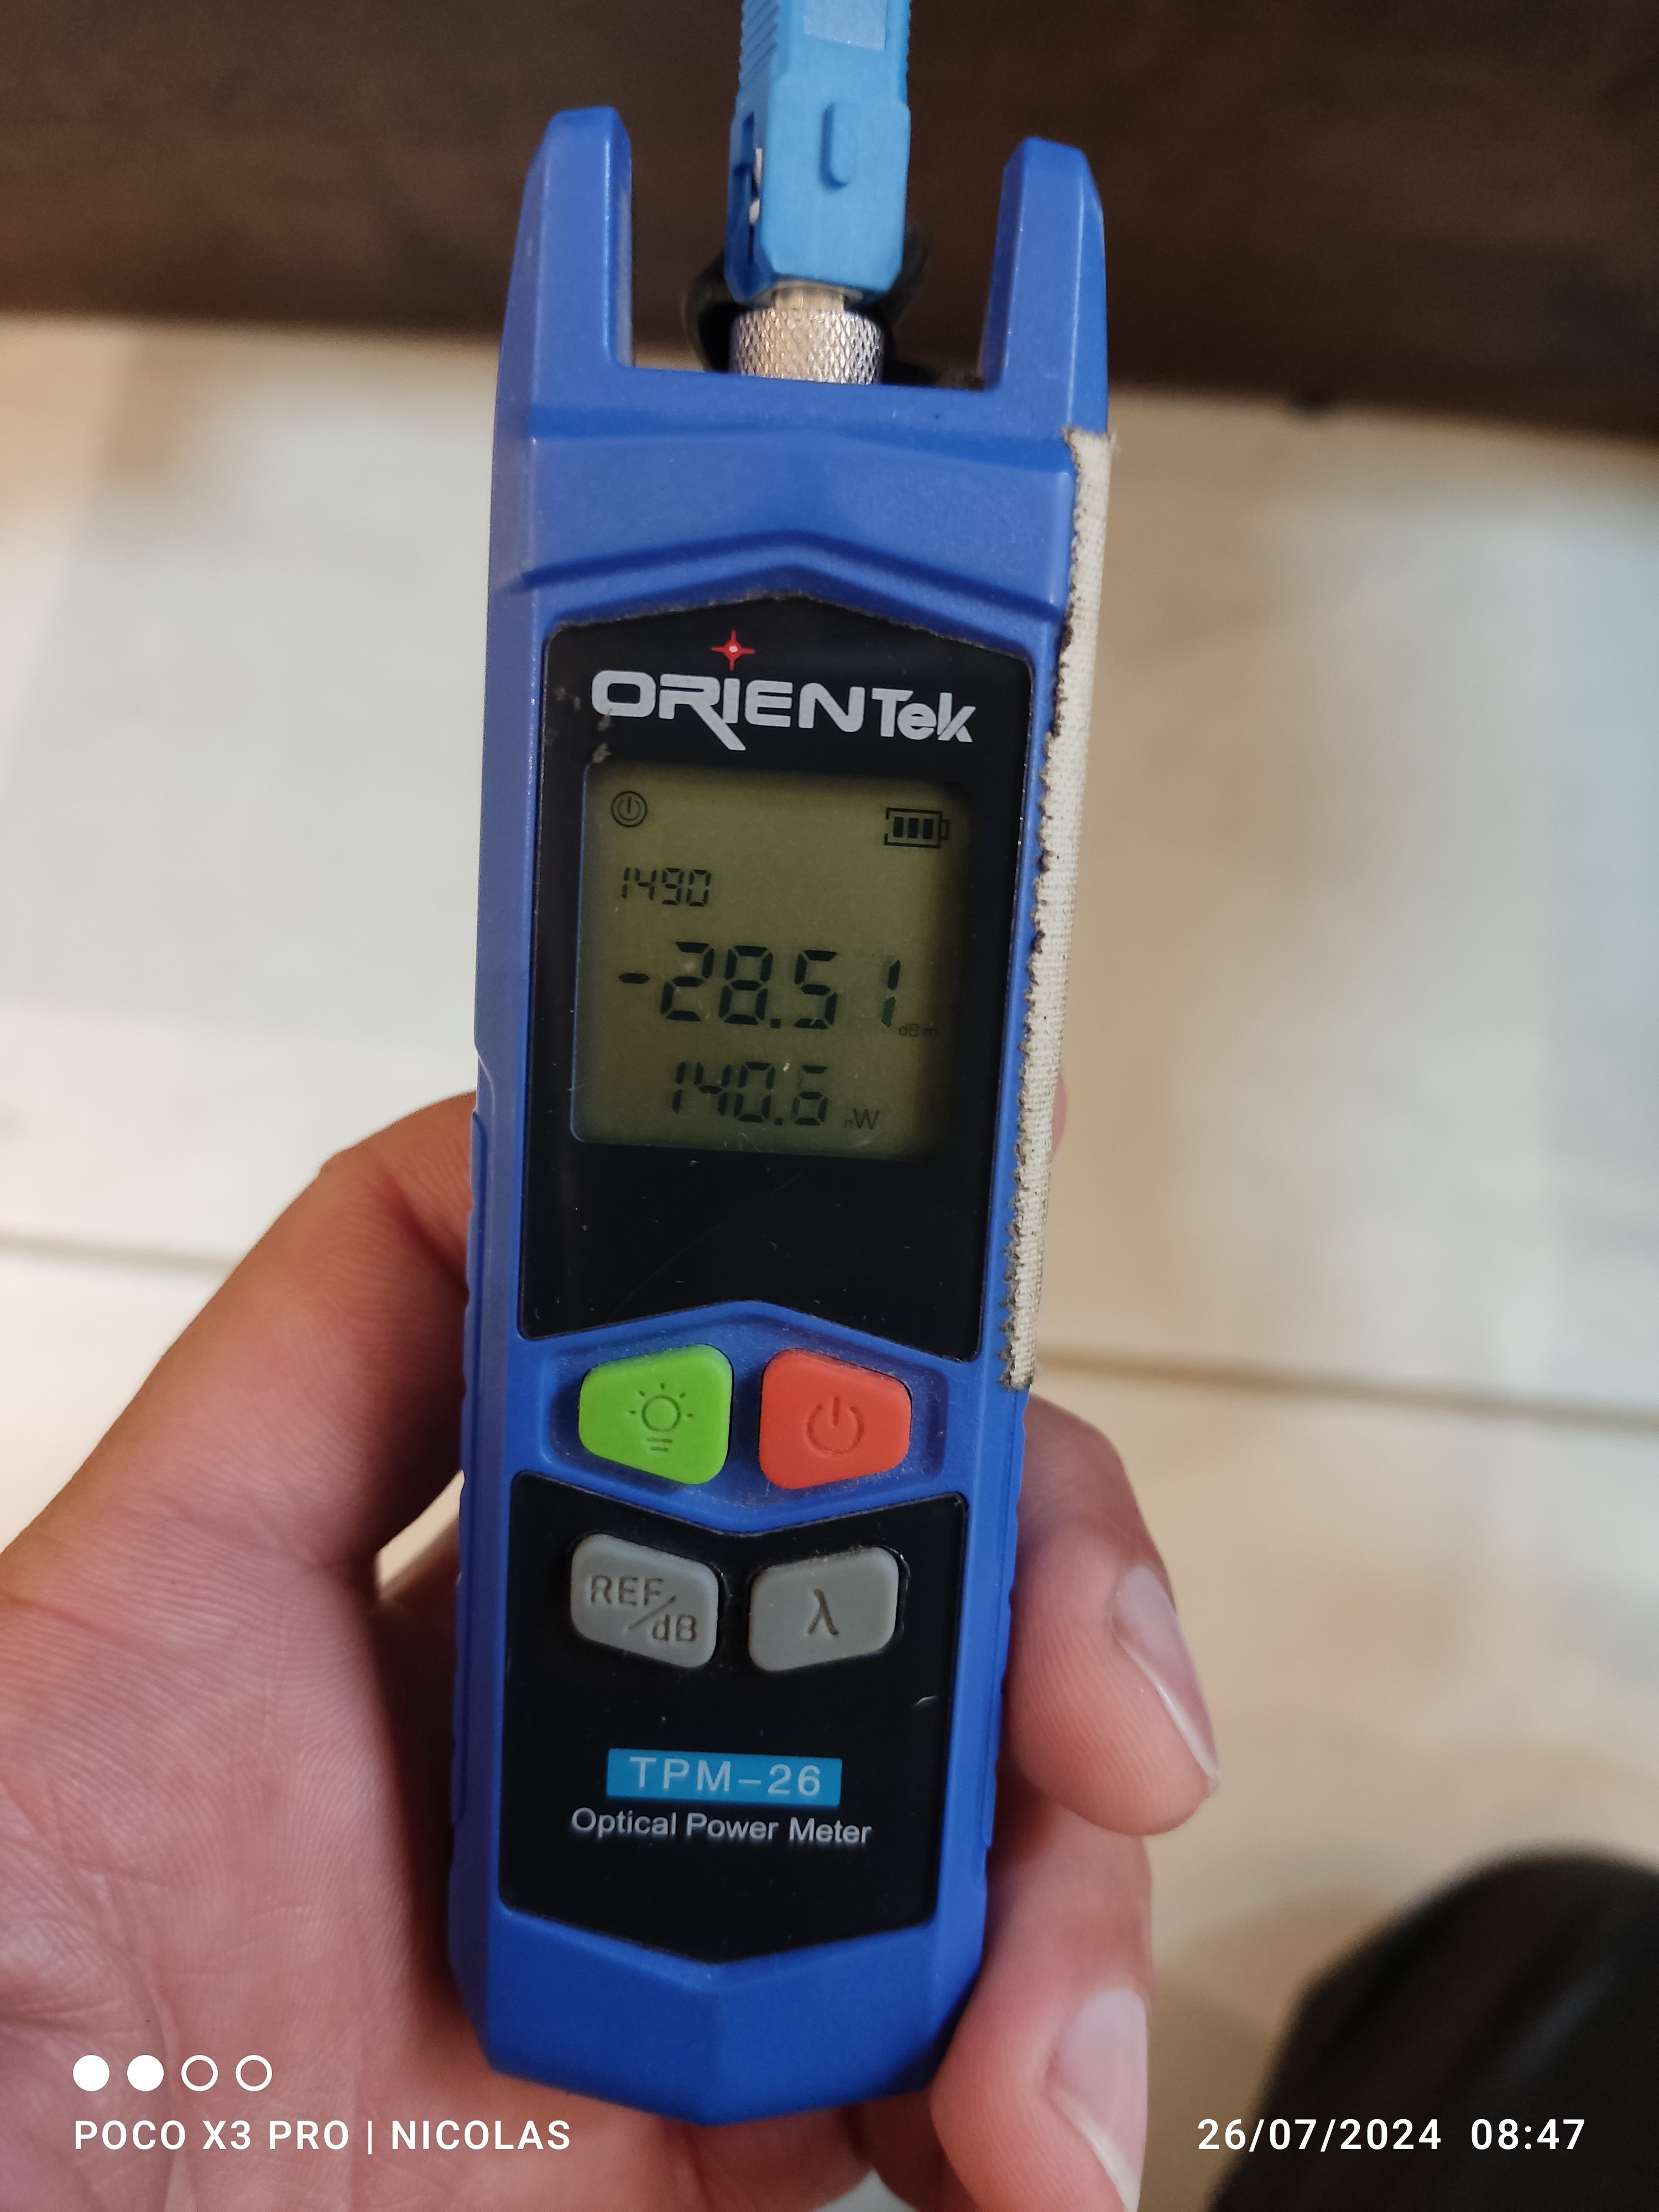 ORIENTek
1490
-28.51 dBm
140.6 nW
REF/dB
λ
TPM-26
Optical Power Meter
POCO X3 PRO | NICOLAS
26/07/2024 08:47